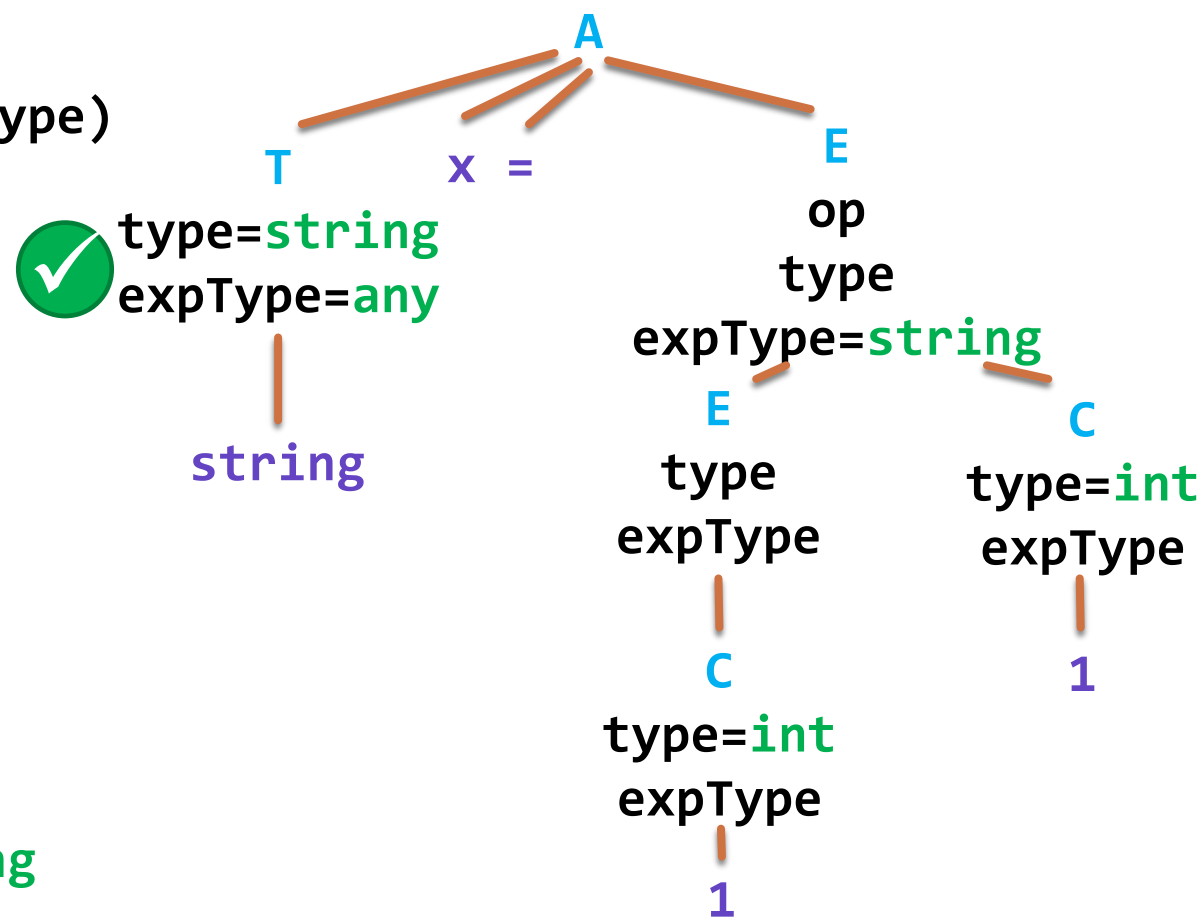 A
ype)
T x = E
type=string
expType=any
op
type
expType=string
string
E
type
expType
C
type=int
expType
C
type=int
expType
1
1
ng